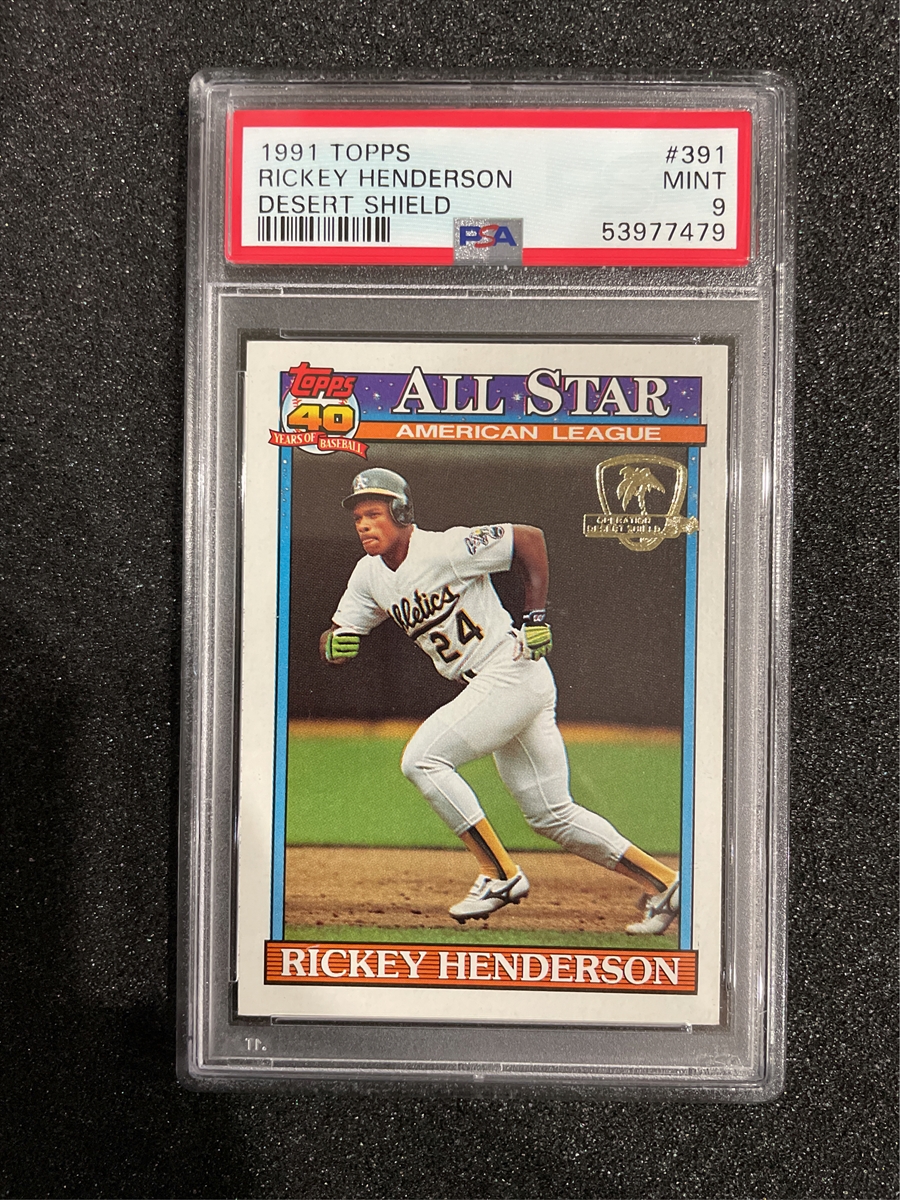 1991 TOPPS #391
RICKEY HENDERSON MINT
DESERT SHIELD 9
PSA 53977479
TOPPS
40
YEARS OF BASEBALL
ALL STAR
AMERICAN LEAGUE
OPERATION
DESERT SHIELD
A
thletics
24
RICKEY HENDERSON